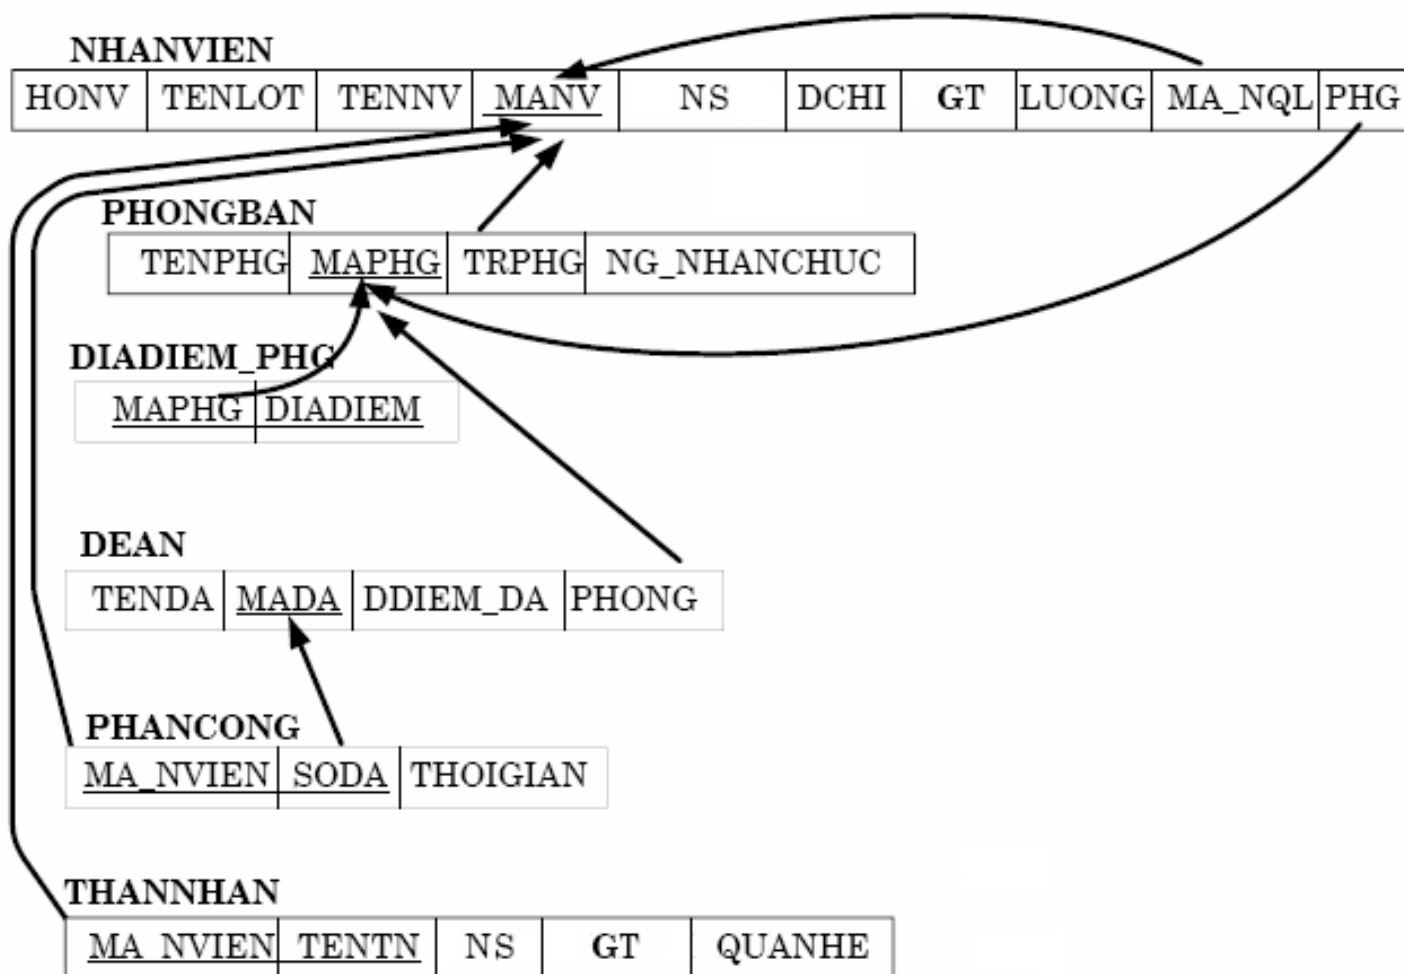 NHANVIEN
HONV TENLOT TENNV MANV NS DCHI GT LUONG MA_NQL PHG
PHONGBAN
TENPHG MAPHG TRPHG NG_NHANCHUC
DIADIEM_PHG
MAPHG DIADIEM
DEAN
TENDA MADA DDIEM_DA PHONG
PHANCONG
MA_NVIEN SODA THOIGIAN
THANNHAN
MA_NVIEN TENTN NS GT QUANHE